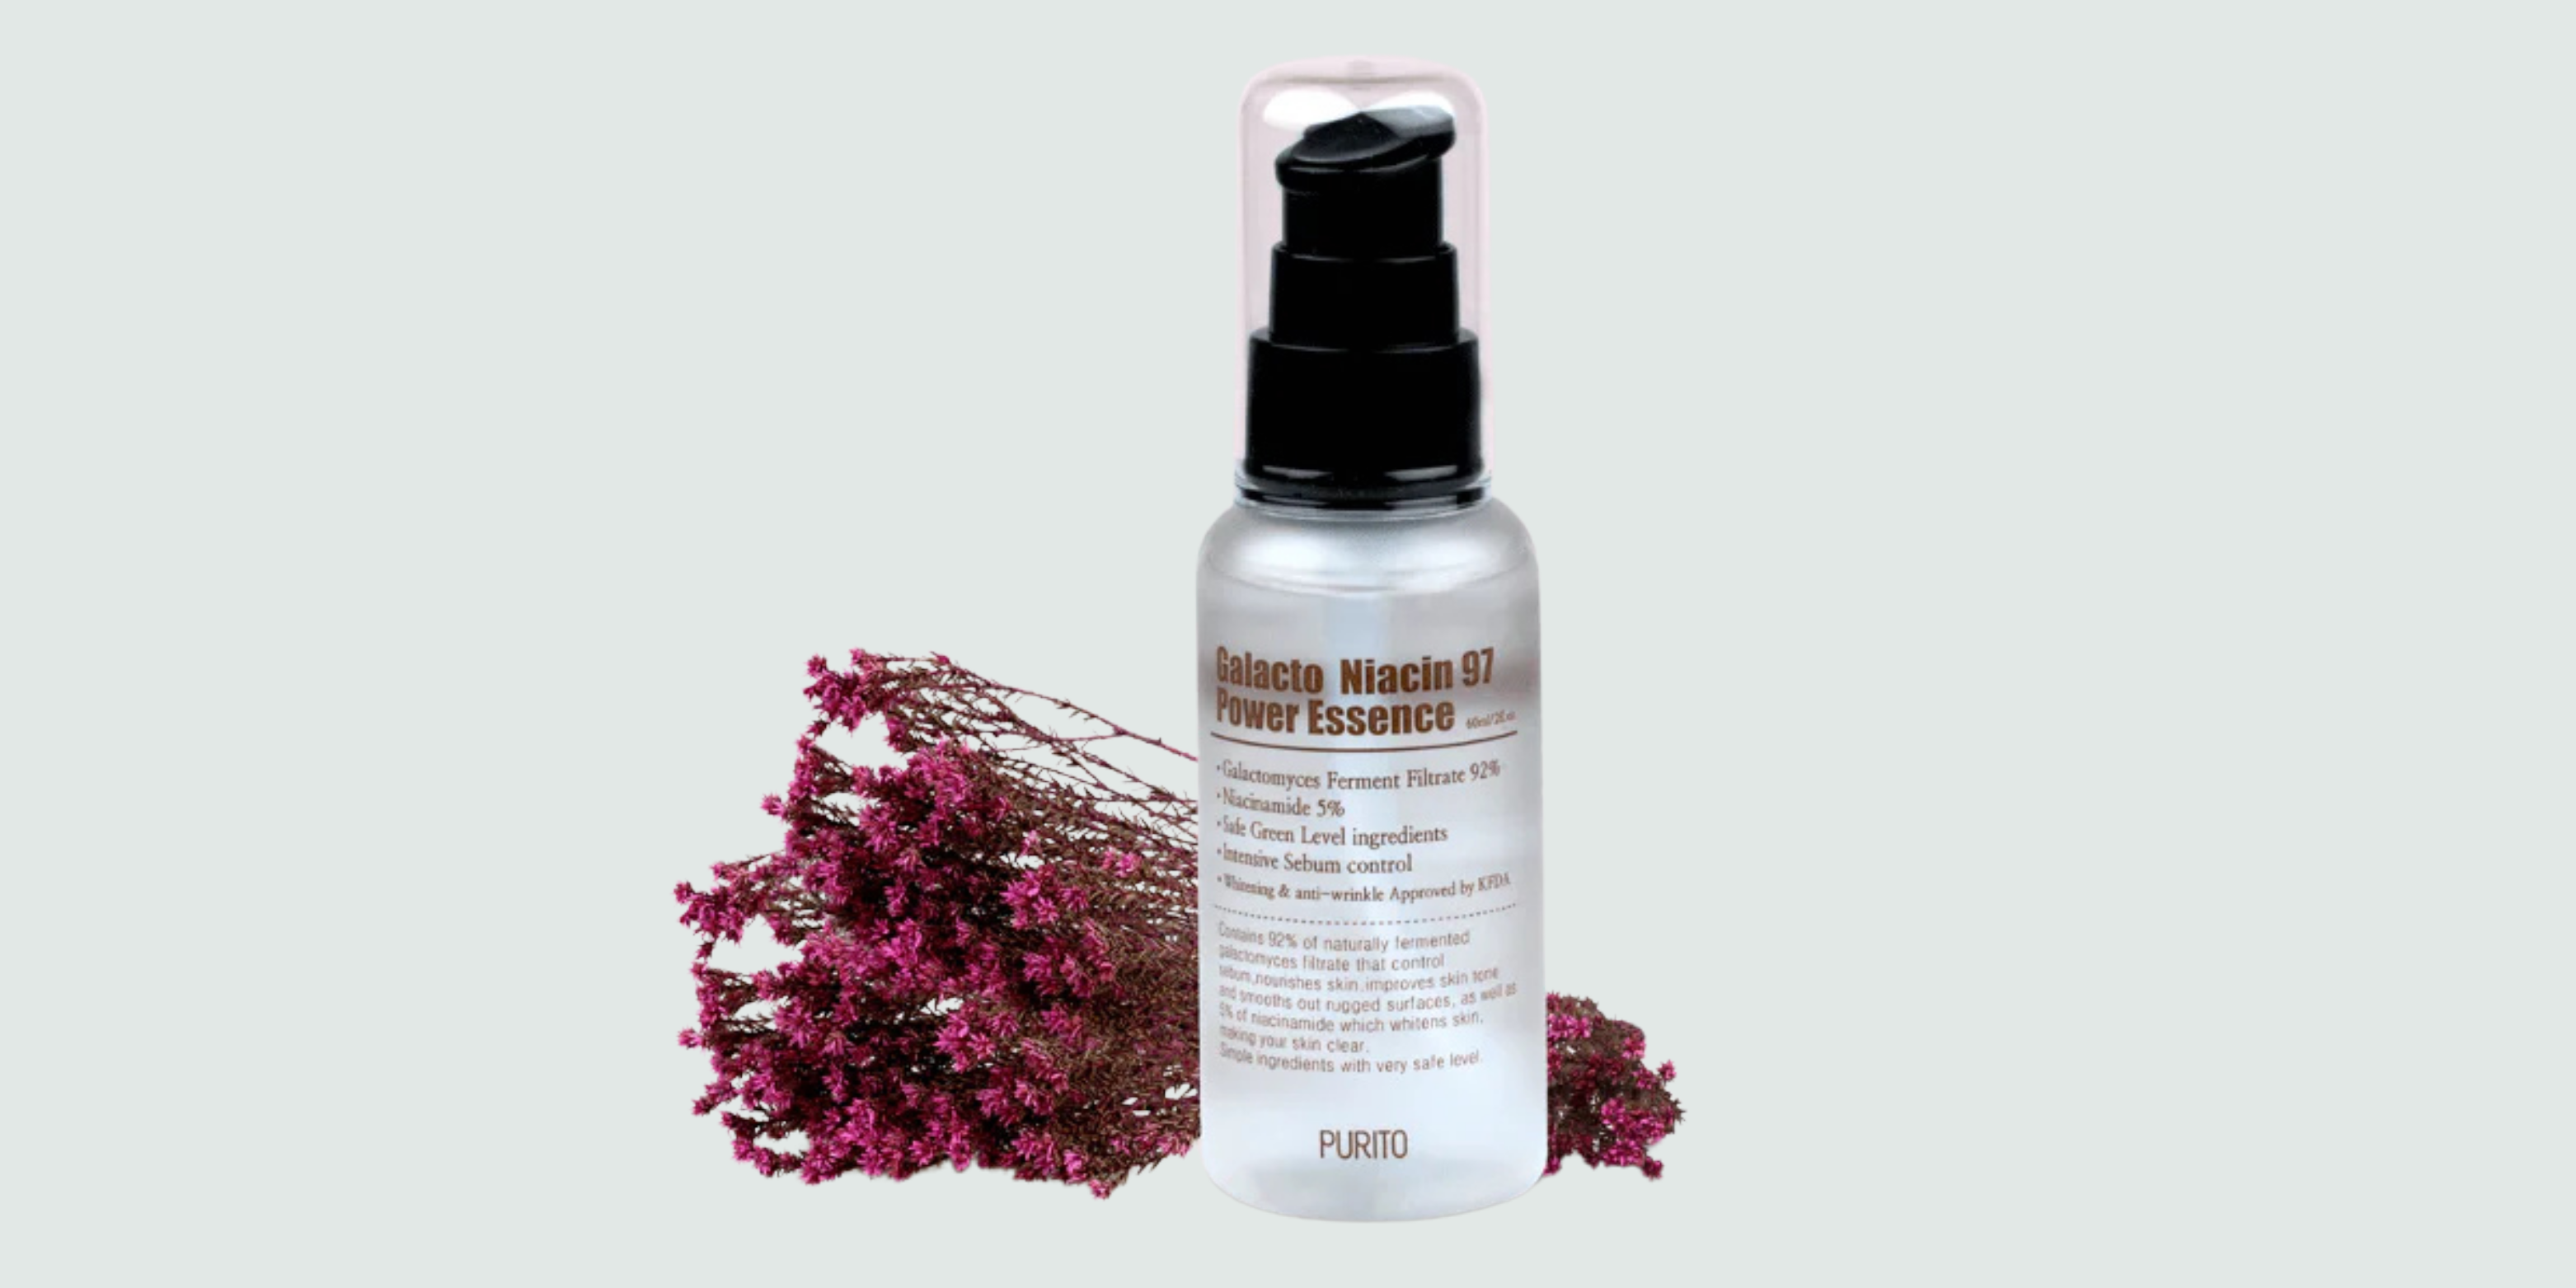 Galacto Niacin 97
Power Essence 60ml/2fl.oz
•Galactomyces Ferment Filtrate 92%
•Niacinamide 5%
•Safe Green Level ingredients
•Intensive Sebum control
•Whitening & anti-wrinkle Approved by KFDA
Contains 92% of naturally fermented
galactomyces filtrate that control
sebum,nourishes skin,improves skin tone
and smooths out rugged surfaces, as well as
5% of niacinamide which whitens skin,
making your skin clear.
Simple ingredients with very safe level.
PURITO